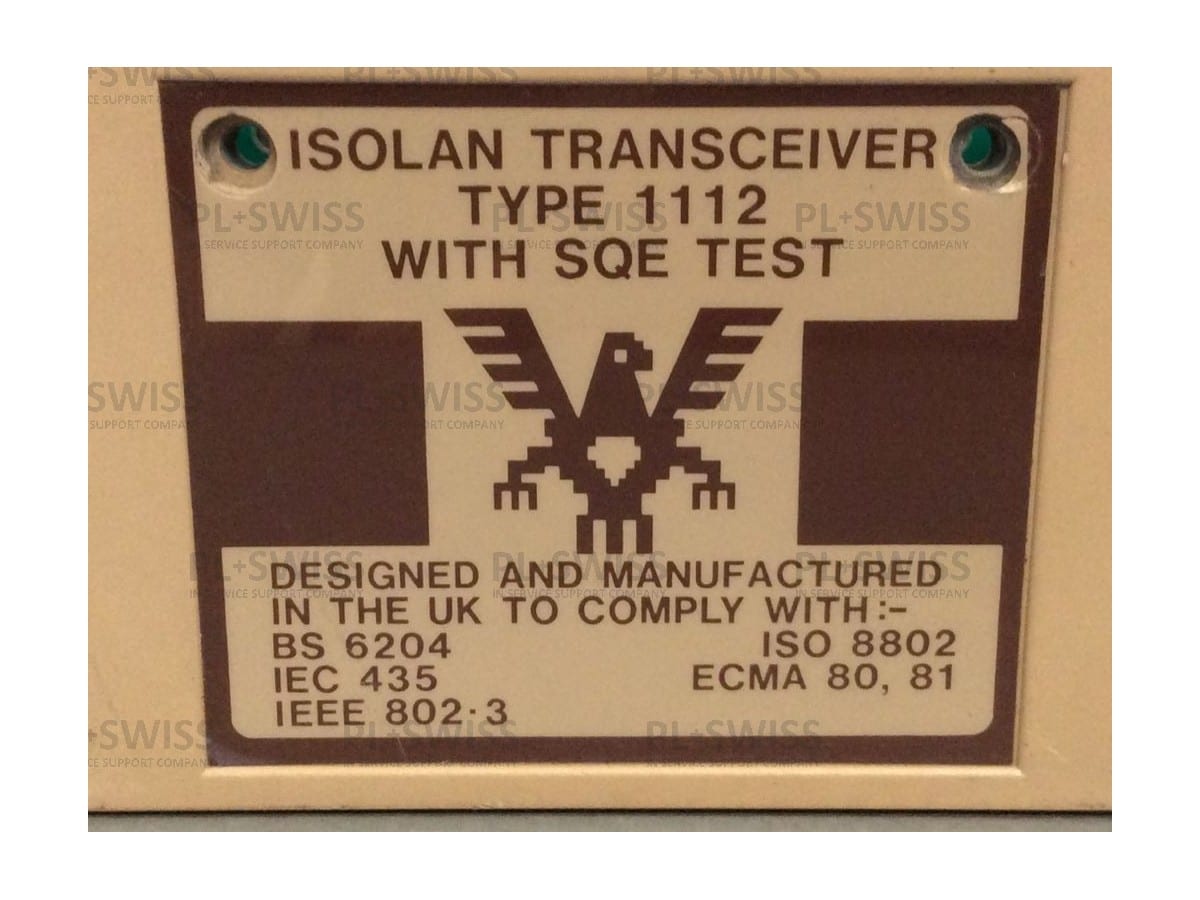 ISOLAN TRANSCEIVER
TYPE 1112
WITH SQE TEST
DESIGNED AND MANUFACTURED
IN THE UK TO COMPLY WITH:-
BS 6204 ISO 8802
IEC 435 ECMA 80, 81
IEEE 802·3
PL+SWISS
IN SERVICE SUPPORT COMPANY